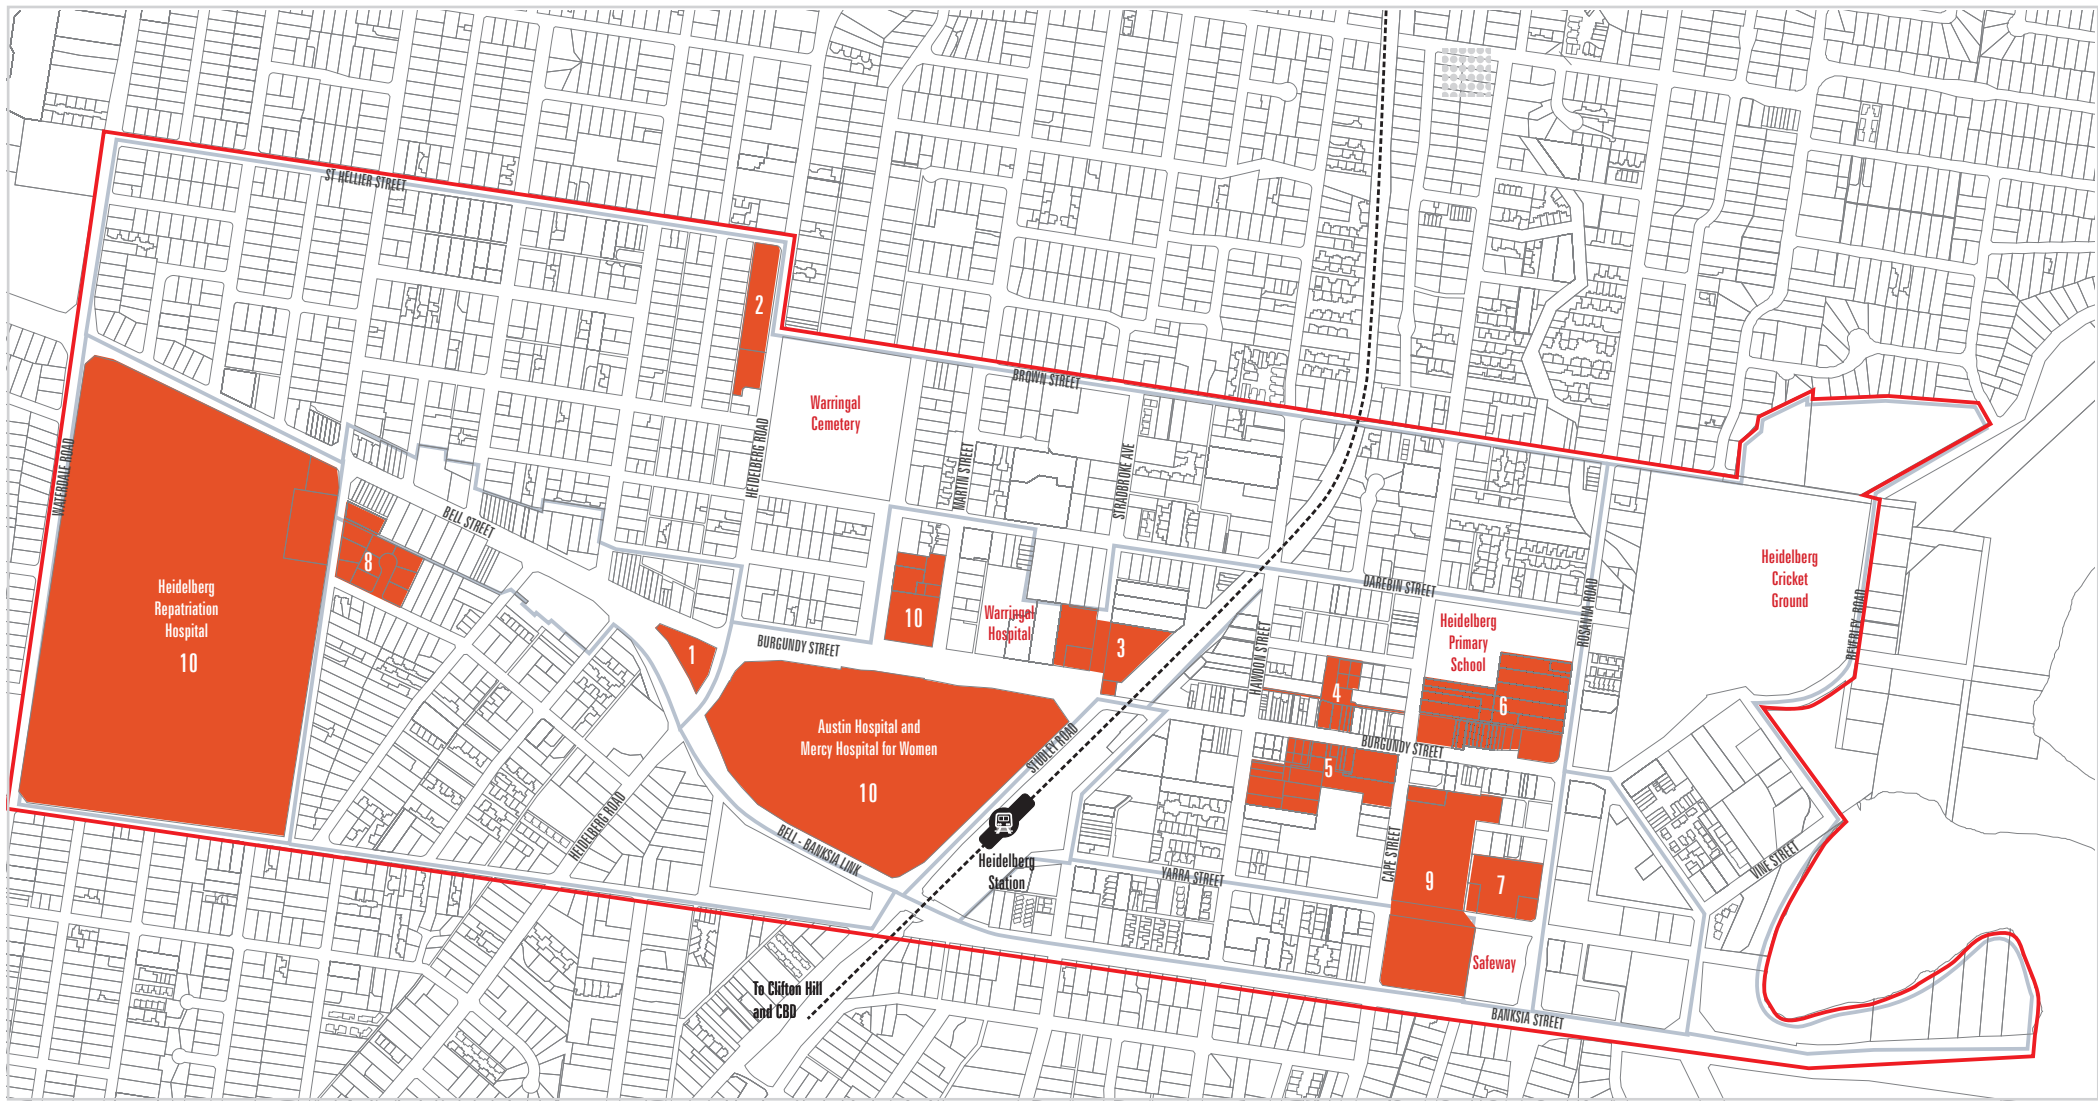 ST HELLIER STREET
2
BROWN STREET
Warringal
Cemetery
HEIDELBERG ROAD
MARTIN STREET
STRADBROKE AVE
WATERDALE ROAD
BELL STREET
8
Heidelberg
Repatriation
Hospital
10
1
BURGUNDY STREET
10
Warringal
Hospital
3
DAREBIN STREET
HAWDON STREET
Heidelberg
Primary
School
ROSANNA ROAD
Heidelberg
Cricket
Ground
BEVERLEY ROAD
4
6
BURGUNDY STREET
5
Austin Hospital and
Mercy Hospital for Women
10
STUDLEY ROAD
HEIDELBERG ROAD
BELL - BANKSIA LINK
Heidelberg
Station
YARRA STREET
CAPE STREET
9
7
VINE STREET
Safeway
To Clifton Hill
and CBD
BANKSIA STREET